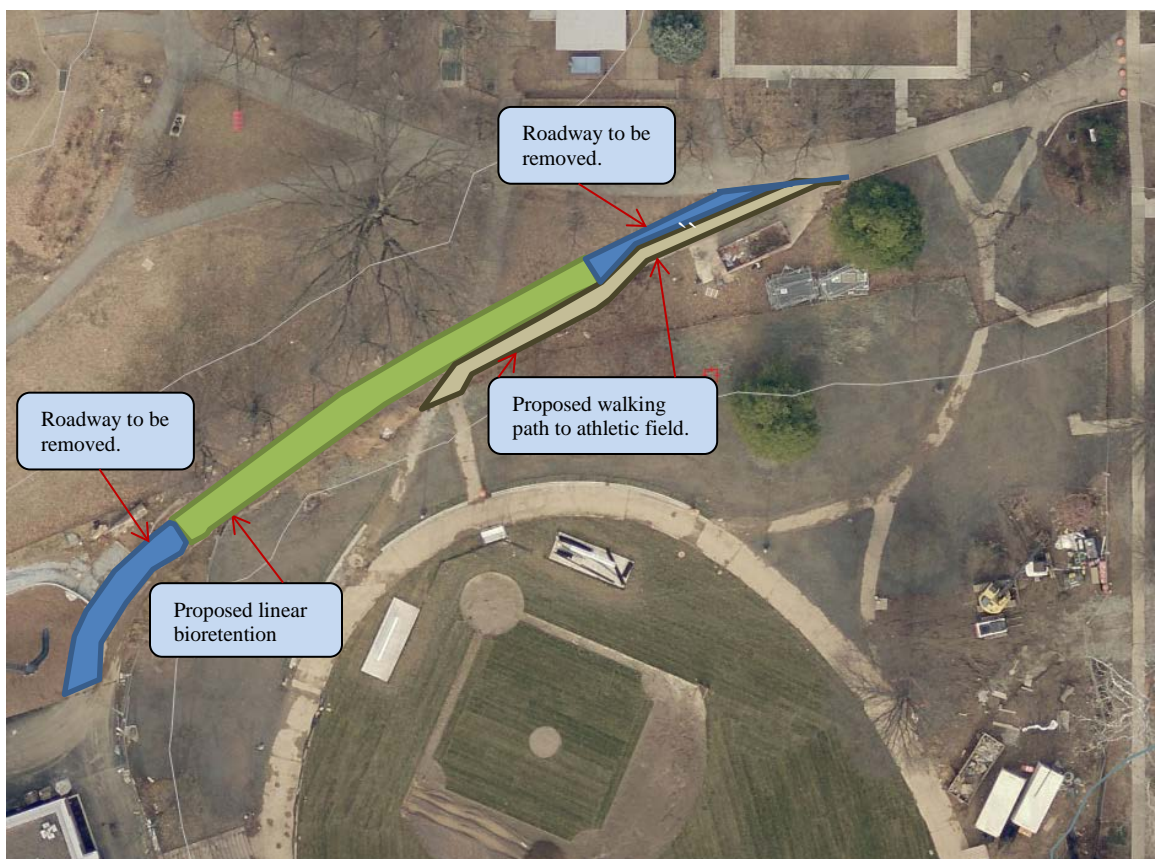 Roadway to be
removed.
Proposed walking
path to athletic field.
Roadway to be
removed.
Proposed linear
bioretention